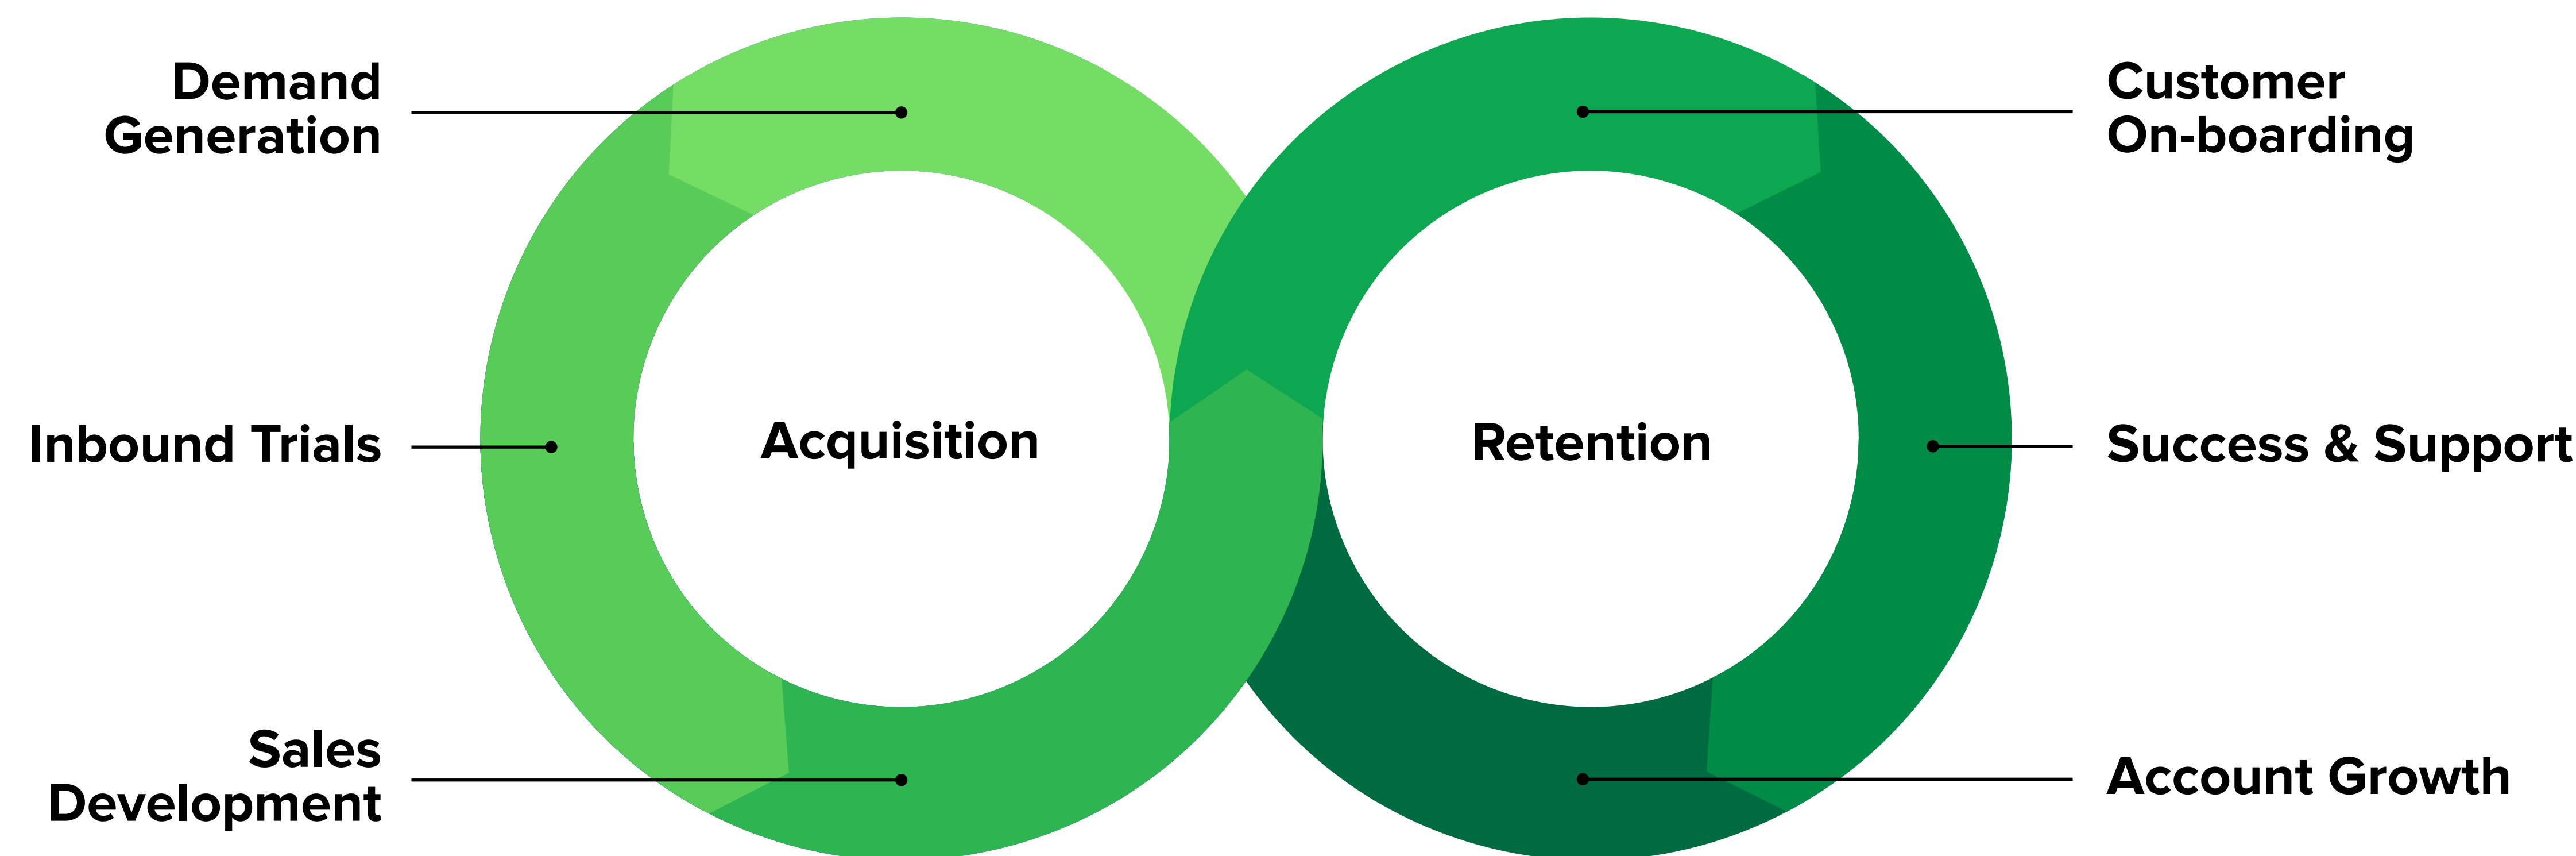 Demand
Generation
Inbound Trials
Sales
Development
Acquisition
Retention
Customer
On-boarding
Success & Support
Account Growth